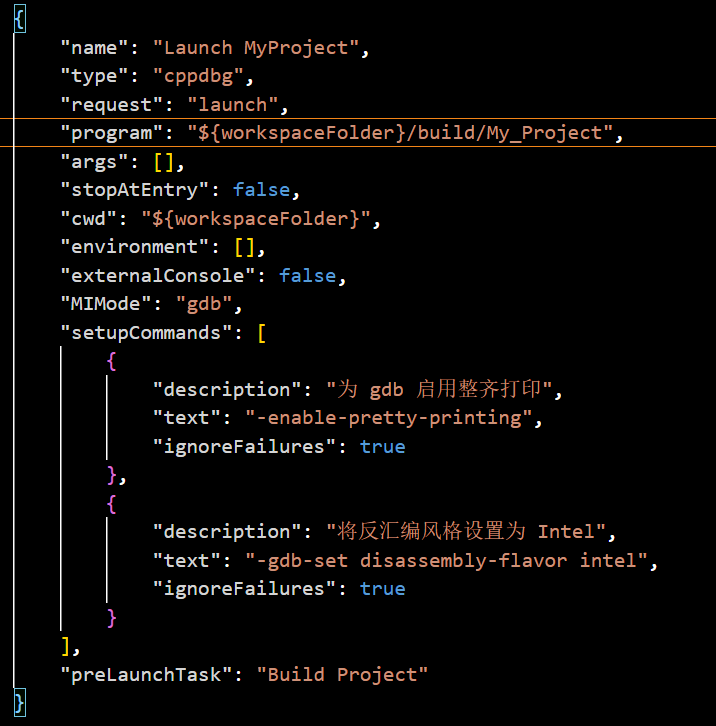 {
"name": "Launch MyProject",
"type": "cppdbg",
"request": "launch",
"program": "${workspaceFolder}/build/My_Project",
"args": [],
"stopAtEntry": false,
"cwd": "${workspaceFolder}",
"environment": [],
"externalConsole": false,
"MIMode": "gdb",
"setupCommands": [
{
"description": "为 gdb 启用整齐打印",
"text": "-enable-pretty-printing",
"ignoreFailures": true
},
{
"description": "将反汇编风格设置为 Intel",
"text": "-gdb-set disassembly-flavor intel",
"ignoreFailures": true
}
],
"preLaunchTask": "Build Project"
}